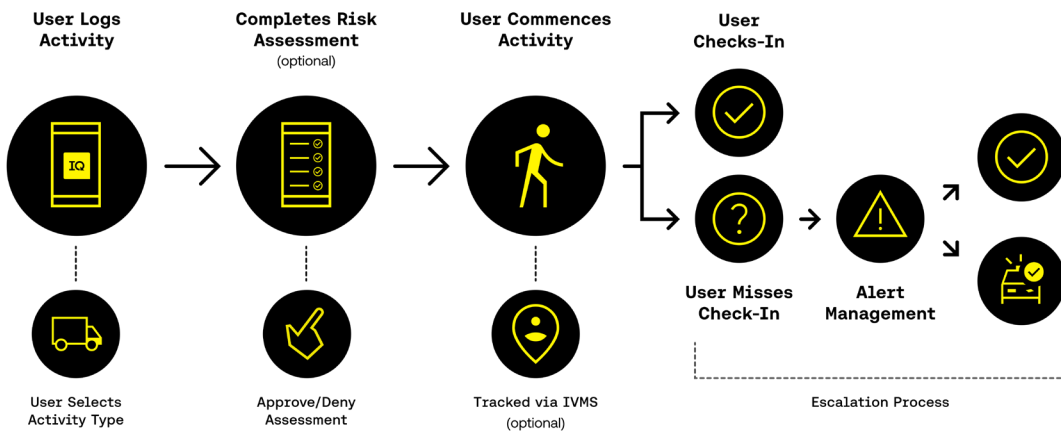 User Logs
Activity
Completes Risk
Assessment
(optional)
User Commences
Activity
User
Checks-In
IQ
User Misses
Check-In
Alert
Management
User Selects
Activity Type
Approve/Deny
Assessment
Tracked via IVMS
(optional)
Escalation Process